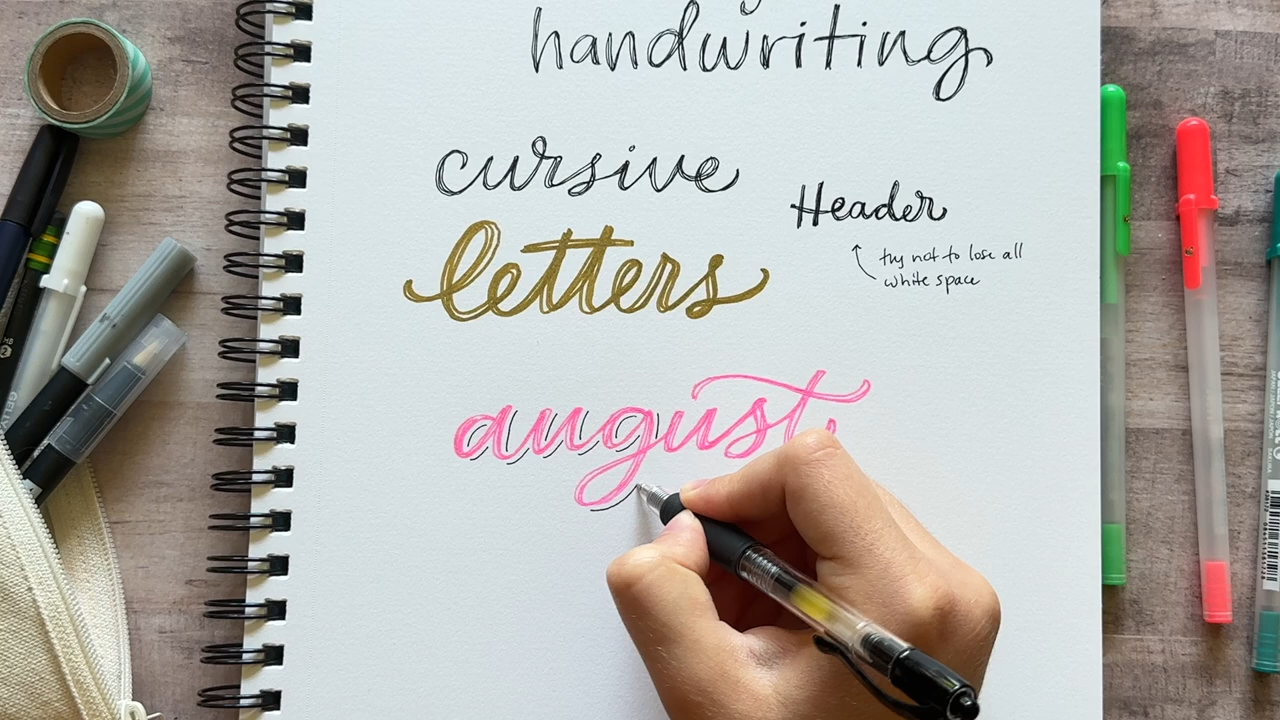 handwriting
cursive
Header
letters
try not to lose all
white space
august